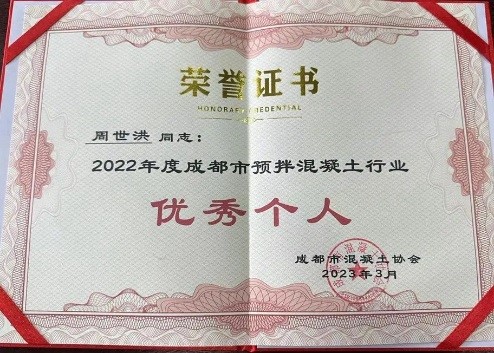 荣誉证书
周世洪 同志：
2022年度成都市预拌混凝土行业
优秀个人
成都市混凝土协会
2023年3月